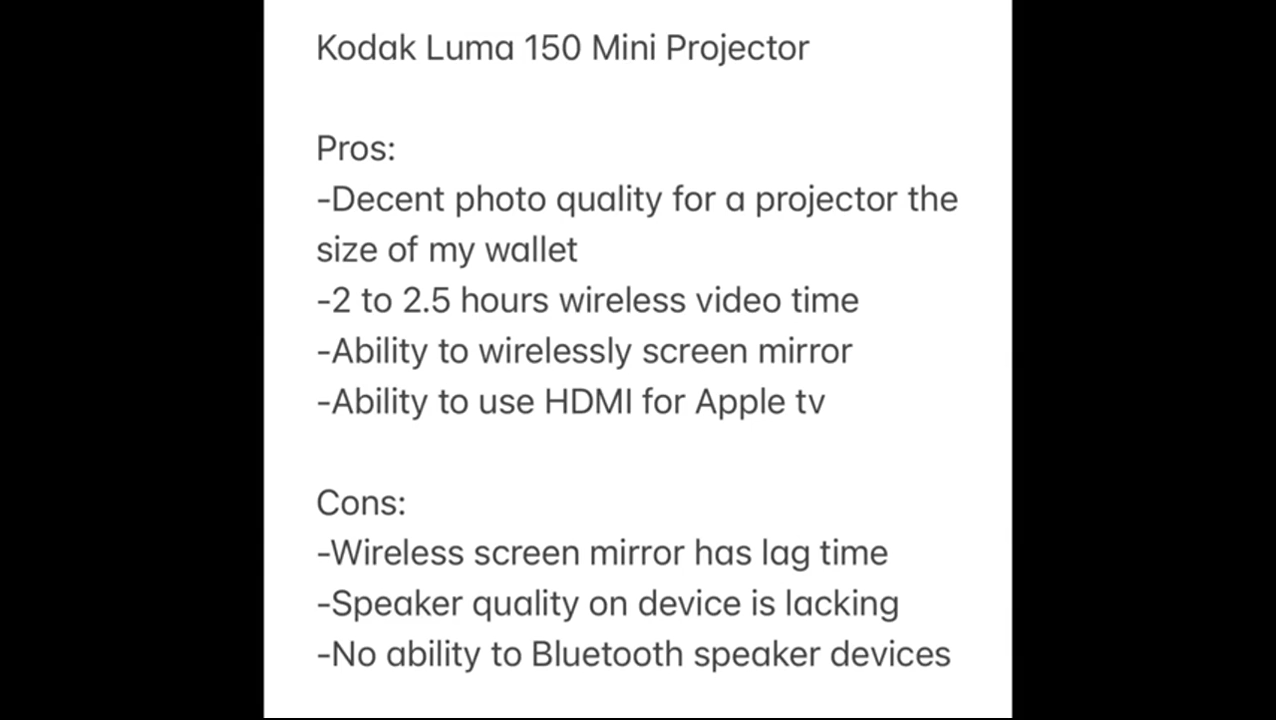 Kodak Luma 150 Mini Projector
Pros:
-Decent photo quality for a projector the
size of my wallet
-2 to 2.5 hours wireless video time
-Ability to wirelessly screen mirror
-Ability to use HDMI for Apple tv
Cons:
-Wireless screen mirror has lag time
-Speaker quality on device is lacking
-No ability to Bluetooth speaker devices